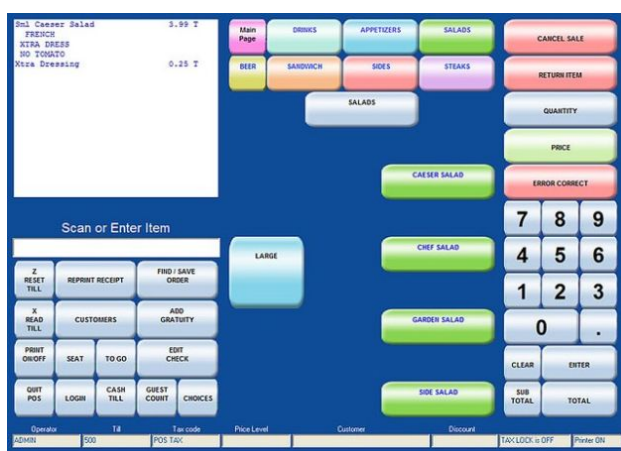 Sml Caeser Salad 3.99 T
FRENCH
XTRA DRESS
NO TOMATO
Xtra Dressing 0.25 T
Main Page
DRINKS
APPETIZERS
SALADS
CANCEL SALE
BEER
SANDWICH
SIDES
STEAKS
RETURN ITEM
SALADS
QUANTITY
PRICE
CAESER SALAD
ERROR CORRECT
Scan or Enter Item
7 8 9
LARGE
CHEF SALAD
4 5 6
Z RESET TILL
REPRINT RECEIPT
FIND / SAVE ORDER
1 2 3
X READ TILL
CUSTOMERS
ADD GRATUITY
GARDEN SALAD
0 .
PRINT ON/OFF
SEAT
TO GO
EDIT CHECK
CLEAR
ENTER
QUIT POS
LOGIN
CASH TILL
GUEST COUNT
CHOICES
SIDE SALAD
SUB TOTAL
TOTAL
Operator Till Tax code Price Level Customer Discount
ADMIN 500 POS TAX TAX LOCK is OFF Printer ON